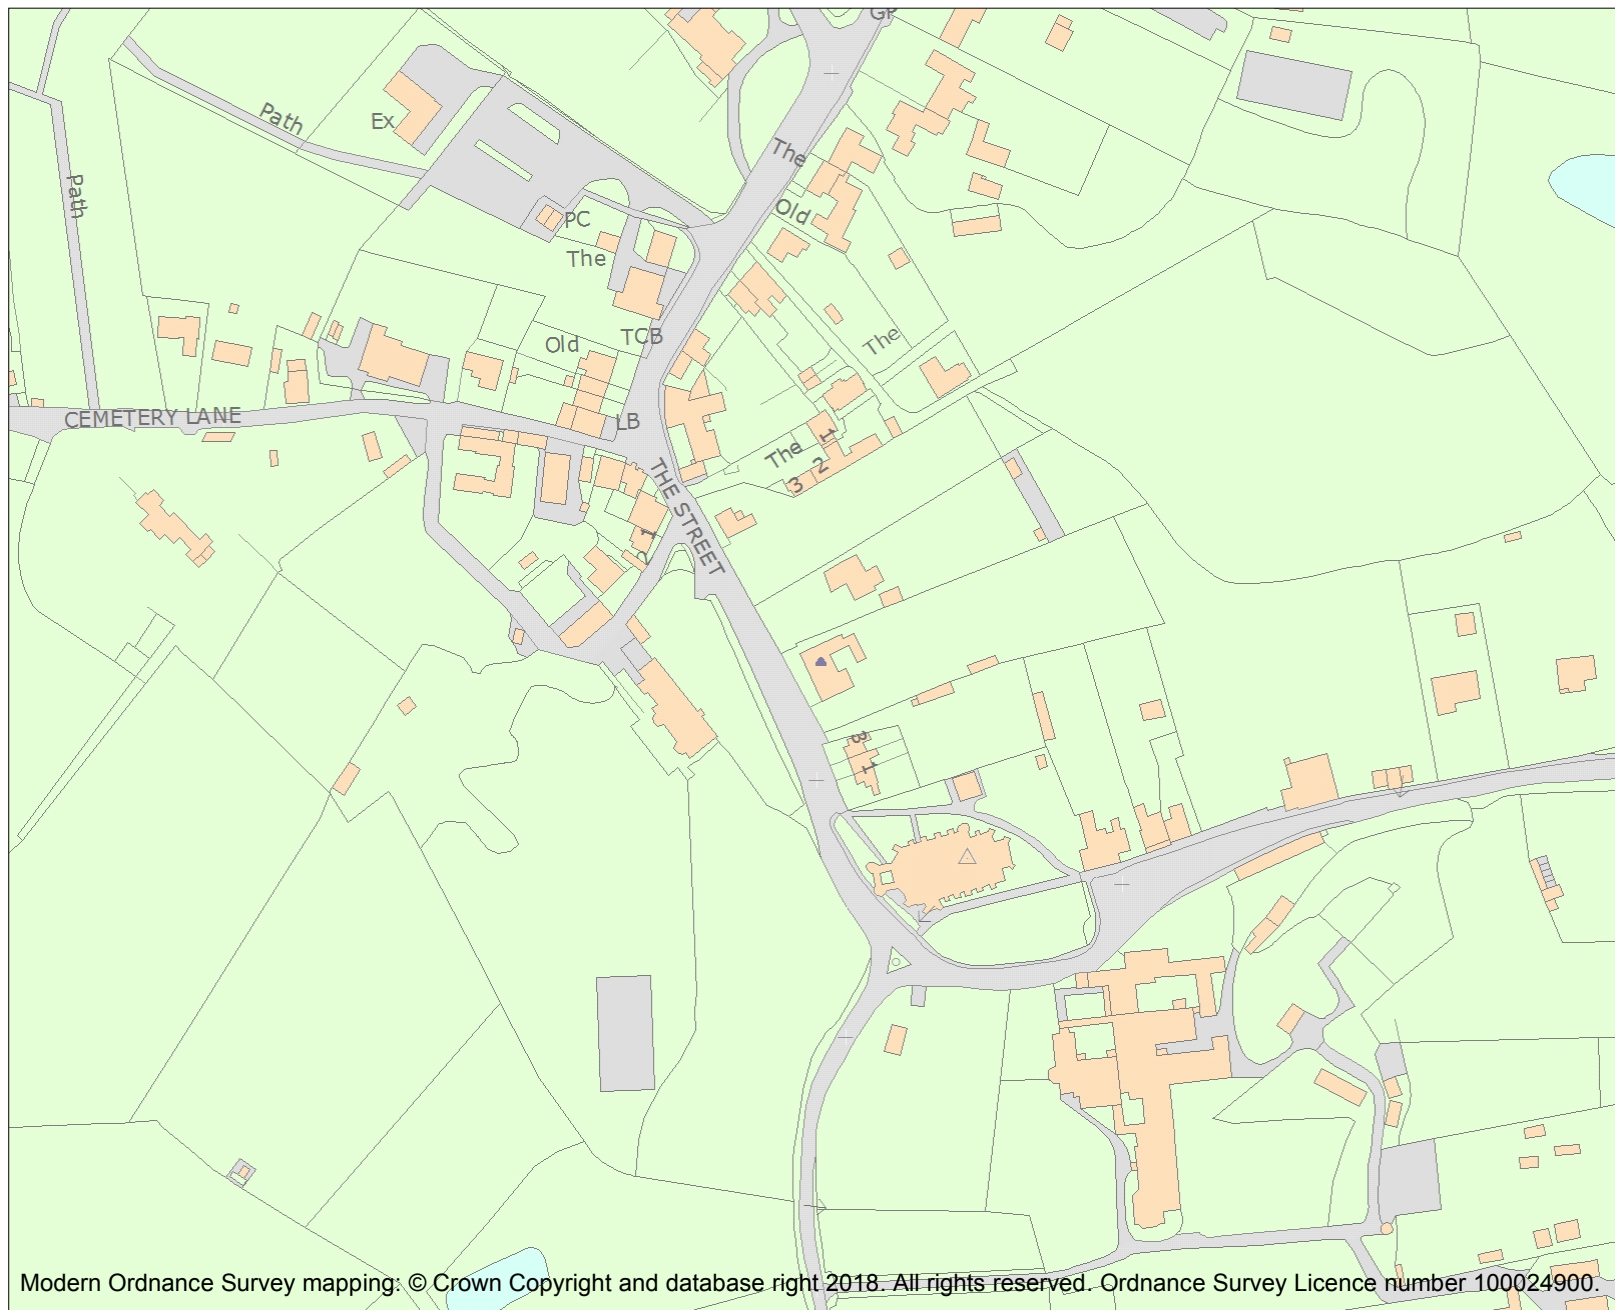 GP
Path
Ex
The
Path
Old
PC
The
TCB
Old
The
CEMETERY LANE
LB
The
1
2
3
THE STREET
1
2
3
1
Modern Ordnance Survey mapping: © Crown Copyright and database right 2018. All rights reserved. Ordnance Survey Licence number 100024900.